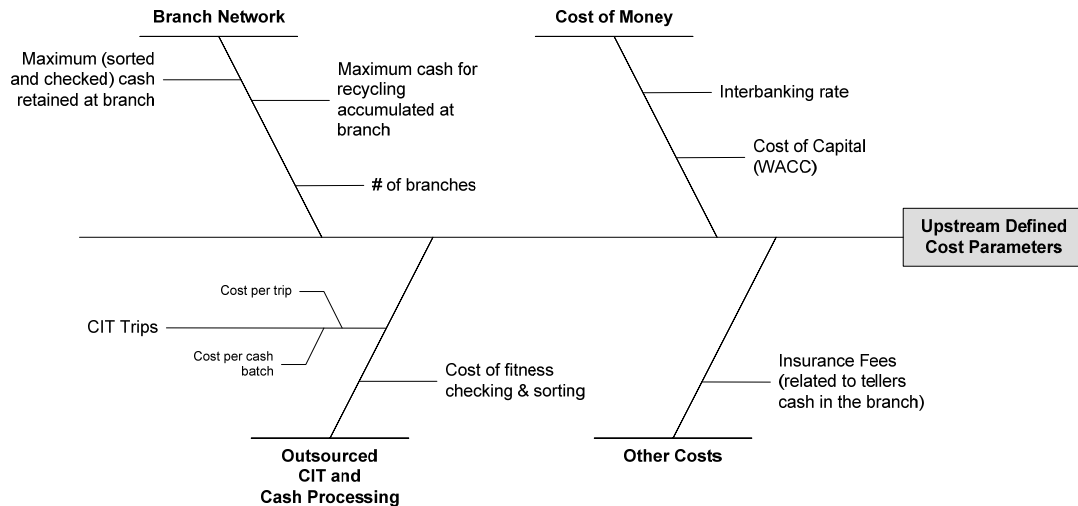 Branch Network
Cost of Money
Maximum (sorted
and checked) cash
retained at branch
Maximum cash for
recycling
accumulated at
branch
# of branches
Interbanking rate
Cost of Capital
(WACC)
Upstream Defined
Cost Parameters
Cost per trip
CIT Trips
Cost per cash
batch
Cost of fitness
checking & sorting
Insurance Fees
(related to tellers
cash in the branch)
Outsourced
CIT and
Cash Processing
Other Costs